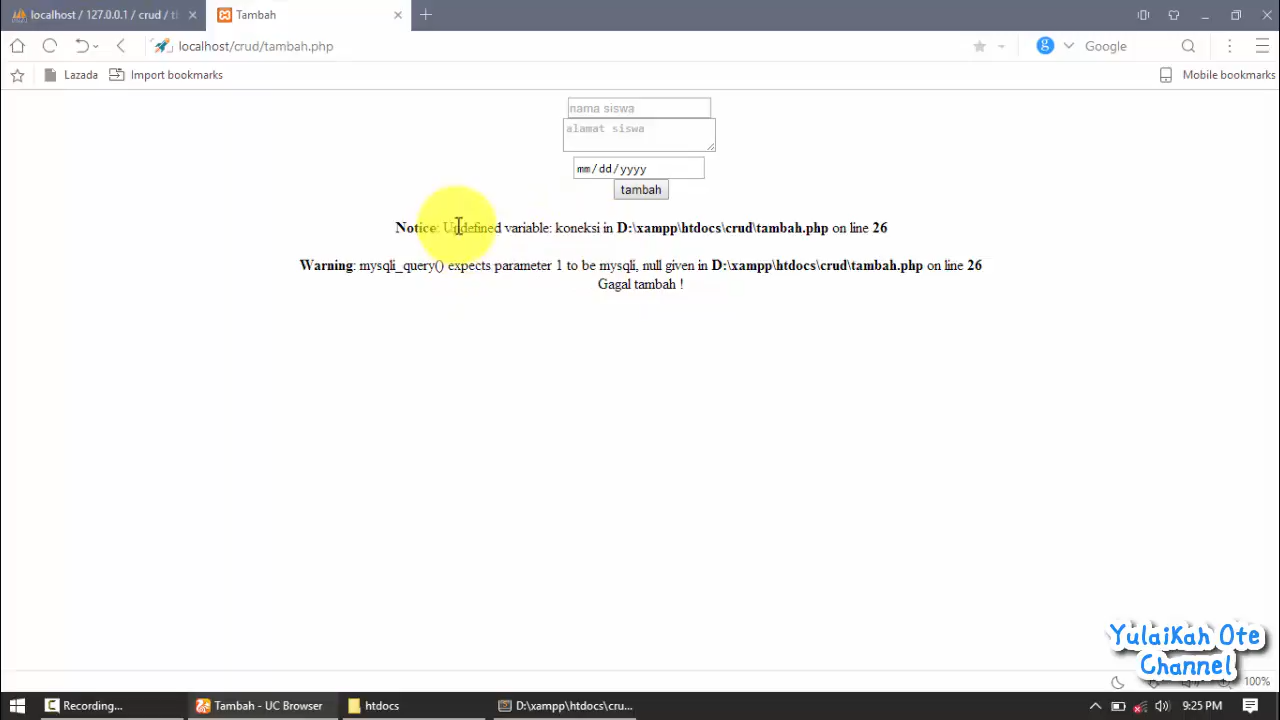 localhost / 127.0.0.1 / crud / t
Tambah
localhost/crud/tambah.php
Google
Lazada
Import bookmarks
Mobile bookmarks
nama siswa
alamat siswa
mm/dd/yyyy
tambah
Notice: Undefined variable: koneksi in D:\xampp\htdocs\crud\tambah.php on line 26
Warning: mysqli_query() expects parameter 1 to be mysqli, null given in D:\xampp\htdocs\crud\tambah.php on line 26
Gagal tambah !
YulaiKah Ote
Channel
100%
Recording...
Tambah - UC Browser
htdocs
D:\xampp\htdocs\cru...
9:25 PM